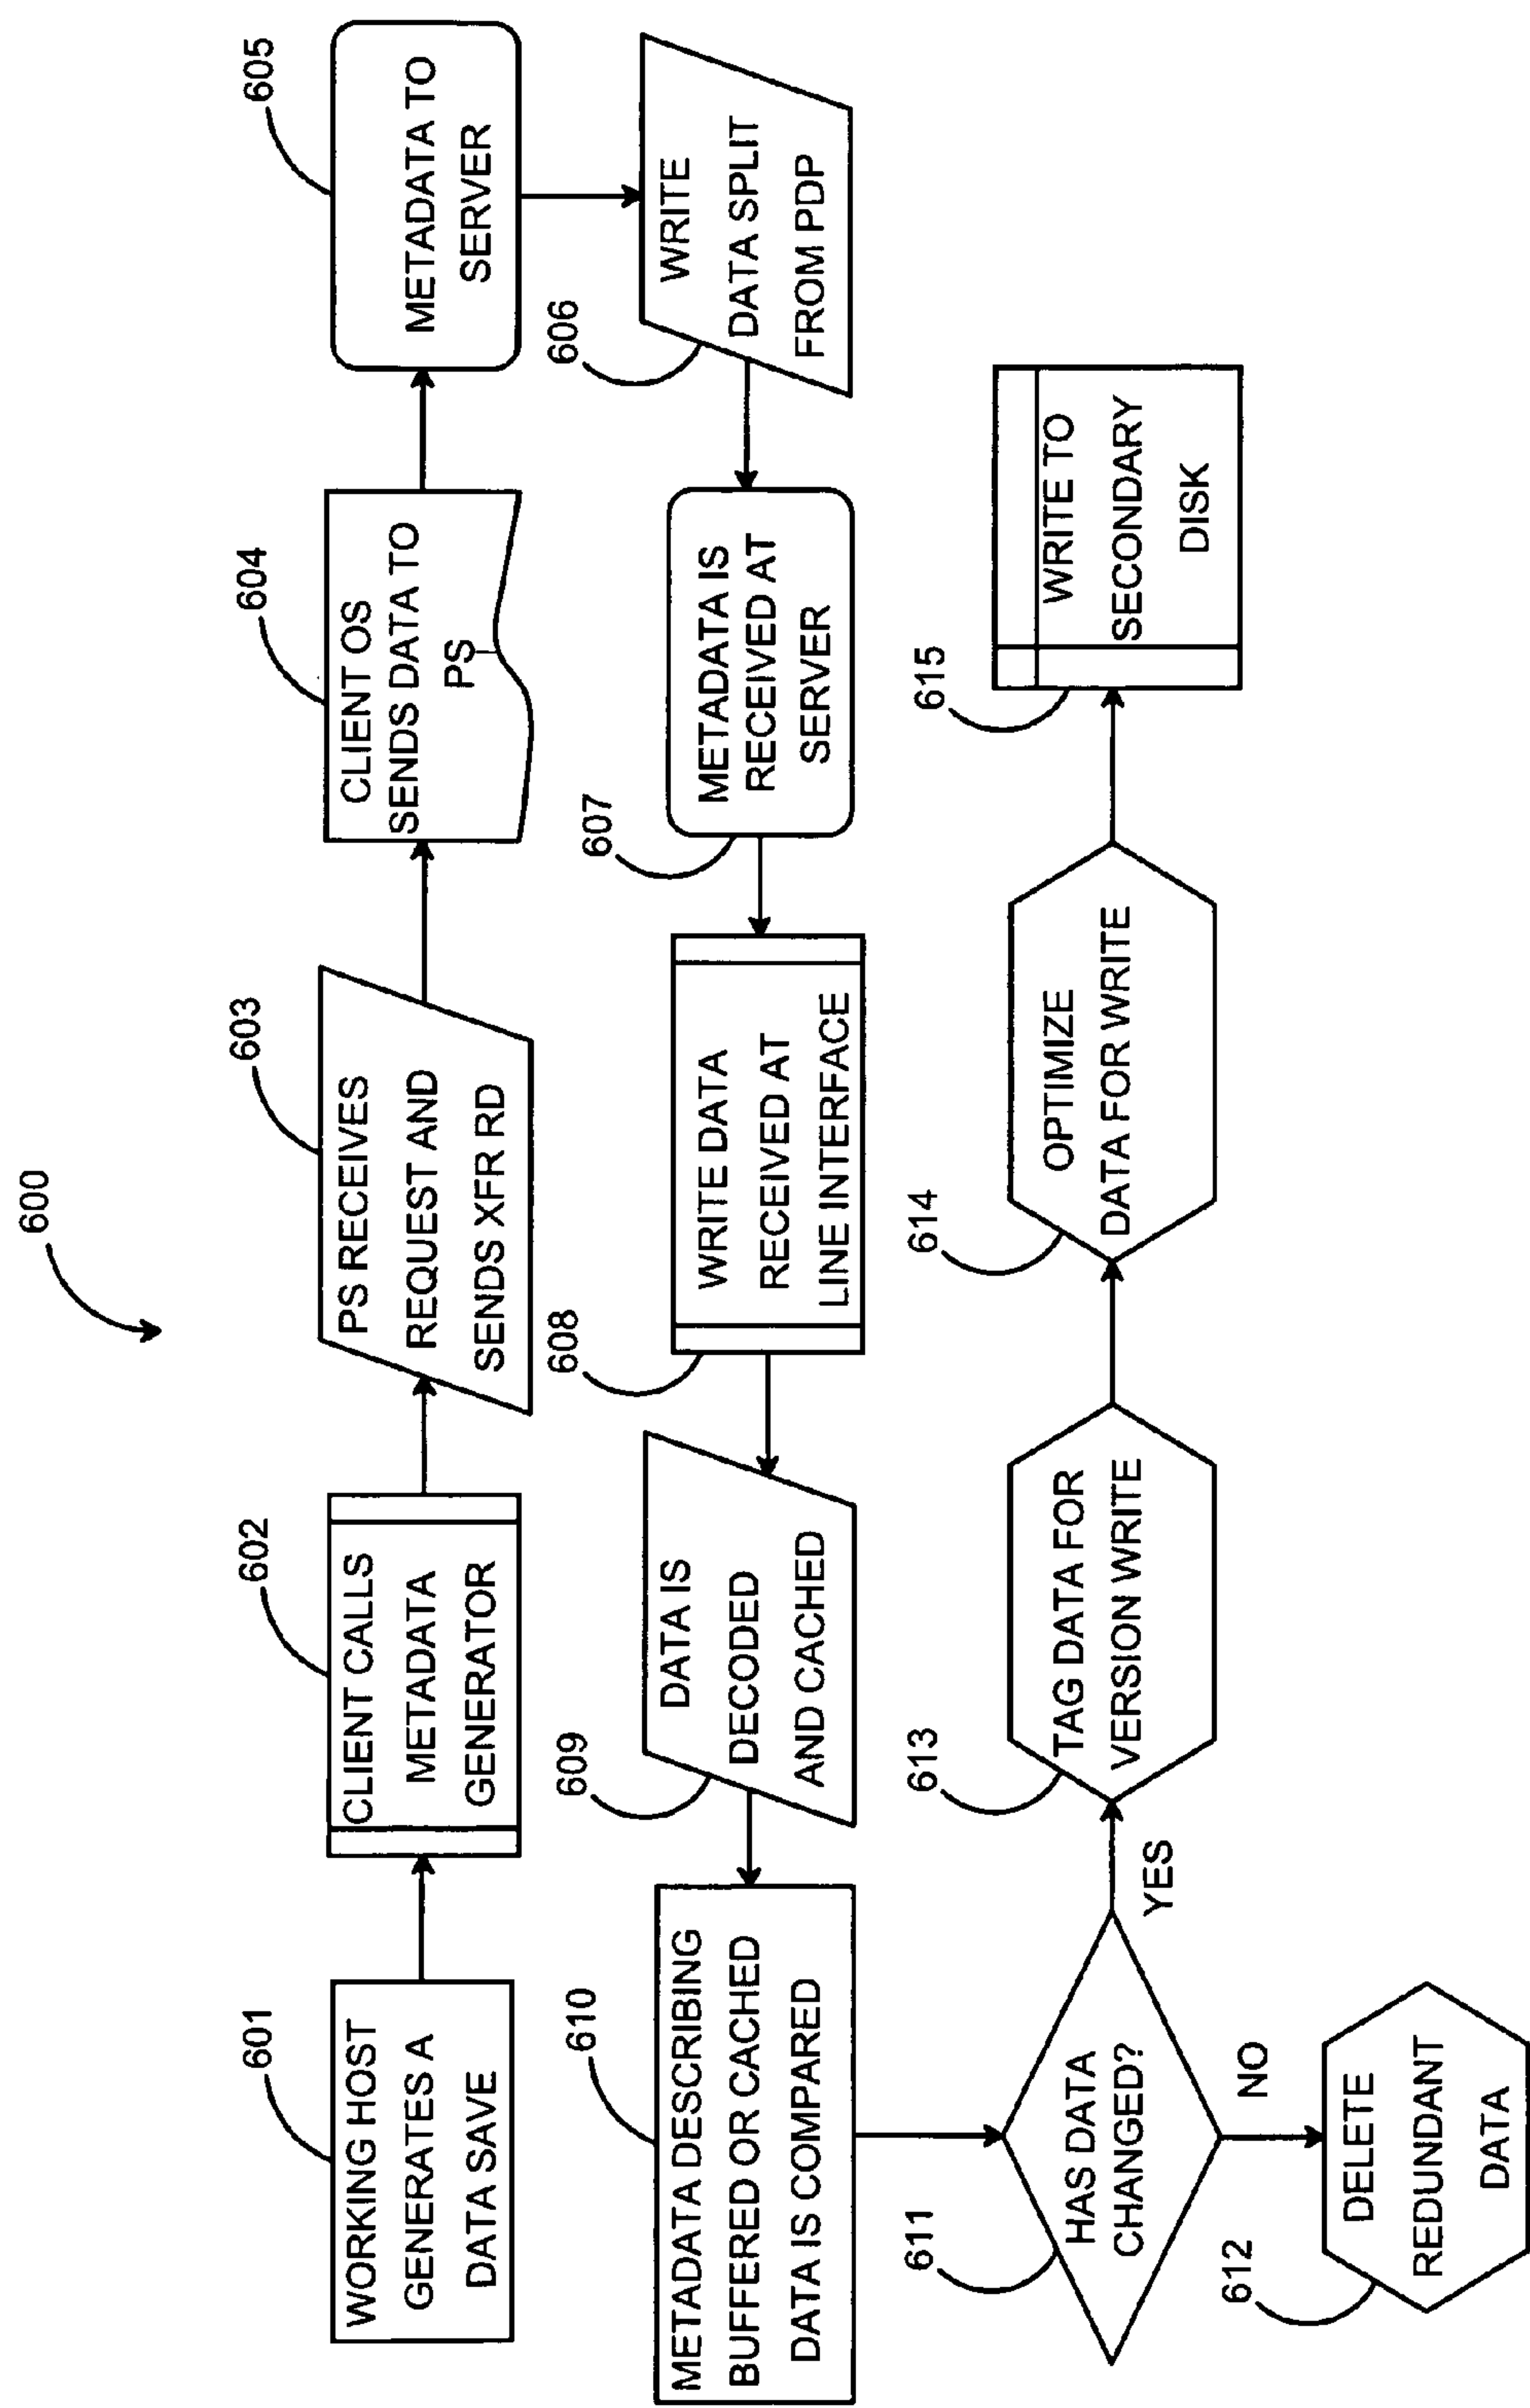 600
601
WORKING HOST
GENERATES A
DATA SAVE
602
CLIENT CALLS
METADATA
GENERATOR
603
PS RECEIVES
REQUEST AND
SENDS XFR RD
604
CLIENT OS
SENDS DATA TO
PS
605
METADATA TO
SERVER
606
WRITE
DATA SPLIT
FROM PDP
607
METADATA IS
RECEIVED AT
SERVER
608
WRITE DATA
RECEIVED AT
LINE INTERFACE
609
DATA IS
DECODED
AND CACHED
610
METADATA DESCRIBING
BUFFERED OR CACHED
DATA IS COMPARED
611
HAS DATA
CHANGED?
NO
612
DELETE
REDUNDANT
DATA
YES
613
TAG DATA FOR
VERSION WRITE
614
OPTIMIZE
DATA FOR WRITE
615
WRITE TO
SECONDARY
DISK